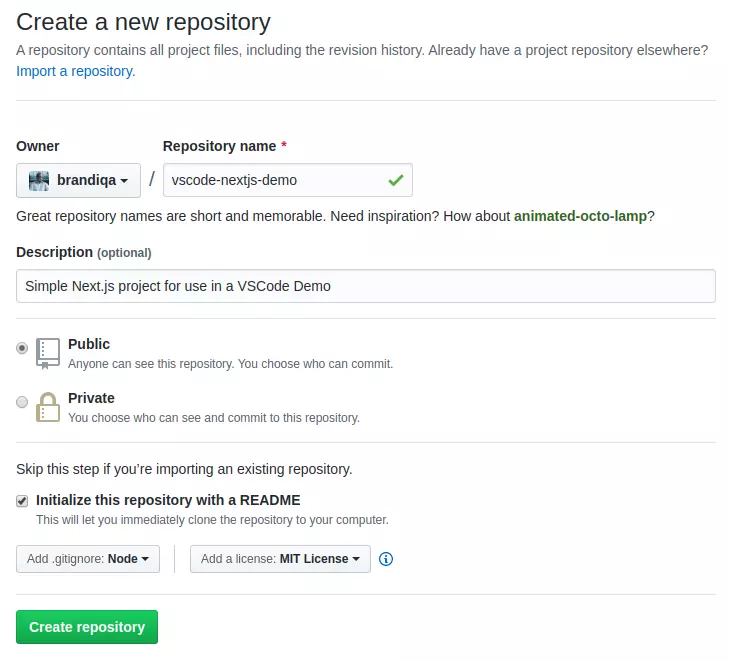 Create a new repository
A repository contains all project files, including the revision history. Already have a project repository elsewhere?
Import a repository.
Owner
Repository name *
brandiqa / vscode-nextjs-demo
Great repository names are short and memorable. Need inspiration? How about animated-octo-lamp?
Description (optional)
Simple Next.js project for use in a VSCode Demo
Public
Anyone can see this repository. You choose who can commit.
Private
You choose who can see and commit to this repository.
Skip this step if you’re importing an existing repository.
Initialize this repository with a README
This will let you immediately clone the repository to your computer.
Add .gitignore: Node Add a license: MIT License
Create repository